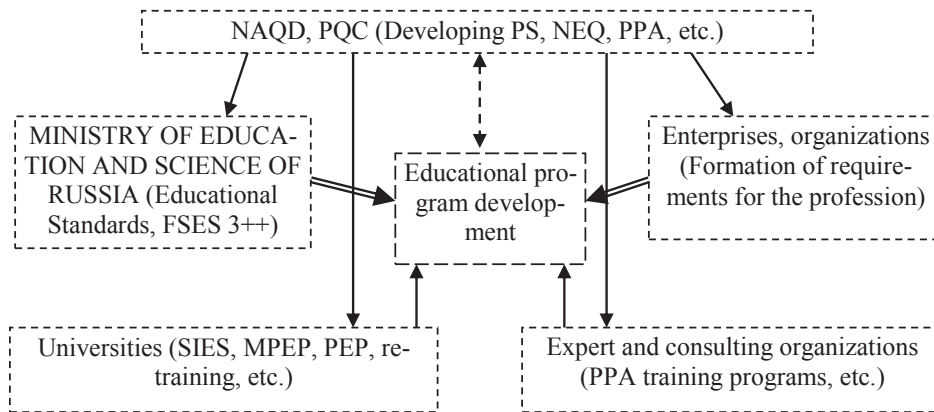 NAQD, PQC (Developing PS, NEQ, PPA, etc.)
MINISTRY OF EDUCA-
TION AND SCIENCE OF
RUSSIA (Educational
Standards, FSES 3++)
Educational pro-
gram develop-
ment
Enterprises, organizations
(Formation of require-
ments for the profession)
Universities (SIES, MPEP, PEP, re-
training, etc.)
Expert and consulting organizations
(PPA training programs, etc.)